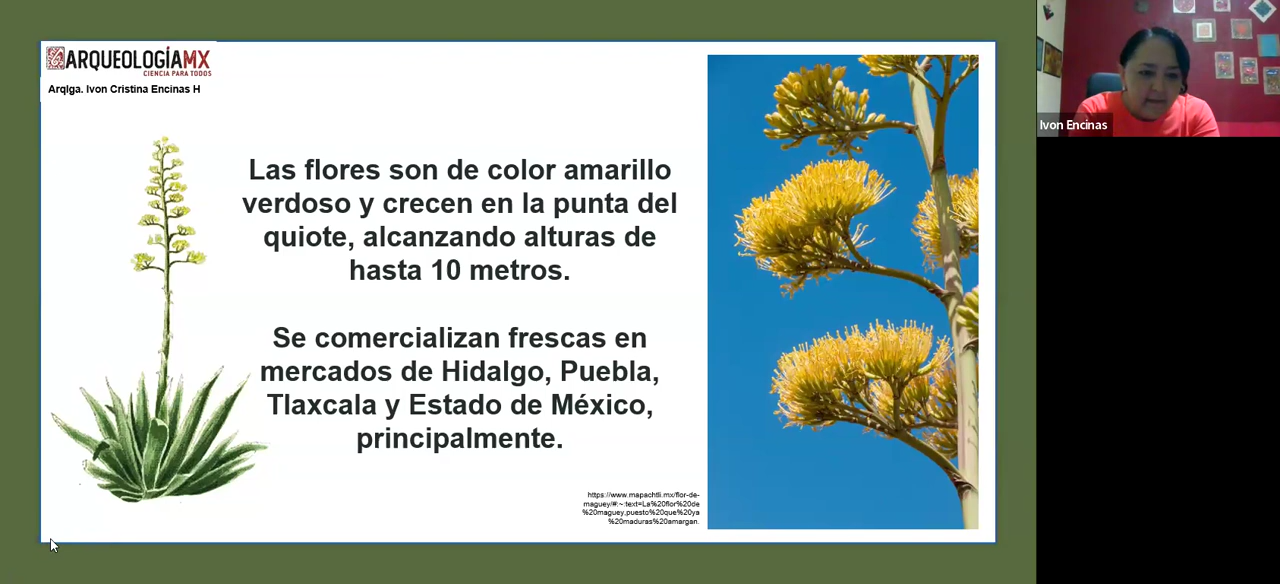 ARQUEOLOGÍAMX
CIENCIA PARA TODOS
Arqlga. Ivon Cristina Encinas H
Las flores son de color amarillo
verdoso y crecen en la punta del
quiote, alcanzando alturas de
hasta 10 metros.
Se comercializan frescas en
mercados de Hidalgo, Puebla,
Tlaxcala y Estado de México,
principalmente.
https://www.mapachtli.mx/flor-de-
maguey/#:~:text=La%20flor%20de
%20maguey,puesto%20que%20ya
%20maduras%20amargan.
Ivon Encinas